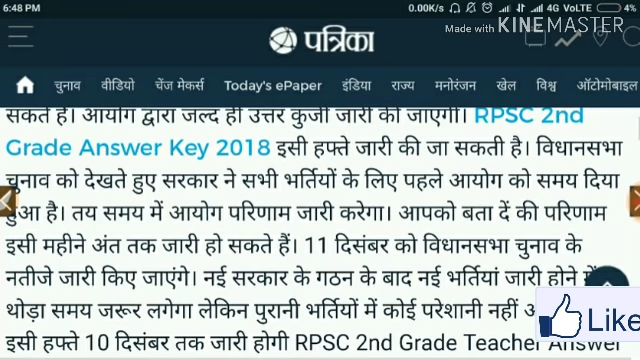 6:48 PM 0.00K/s 4G VoLTE 4%
Made with KINEMASTER
पत्रिका
चुनाव वीडियो चेंज मेकर्स Today's ePaper इंडिया राज्य मनोरंजन खेल विश्व ऑटोमोबाइल
सकते हैं। आयोग द्वारा जल्द ही उत्तर कुंजी जारी की जाएगी। RPSC 2nd
Grade Answer Key 2018 इसी हफ्ते जारी की जा सकती है। विधानसभा
चुनाव को देखते हुए सरकार ने सभी भर्तियों के लिए पहले आयोग को समय दिया
हुआ है। तय समय में आयोग परिणाम जारी करेगा। आपको बता दें की परिणाम
इसी महीने अंत तक जारी हो सकते हैं। 11 दिसंबर को विधानसभा चुनाव के
नतीजे जारी किए जाएंगे। नई सरकार के गठन के बाद नई भर्तियां जारी होने में
थोड़ा समय जरूर लगेगा लेकिन पुरानी भर्तियों में कोई परेशानी नहीं
Like
इसी हफ्ते 10 दिसंबर तक जारी होगी RPSC 2nd Grade Teacher Answer